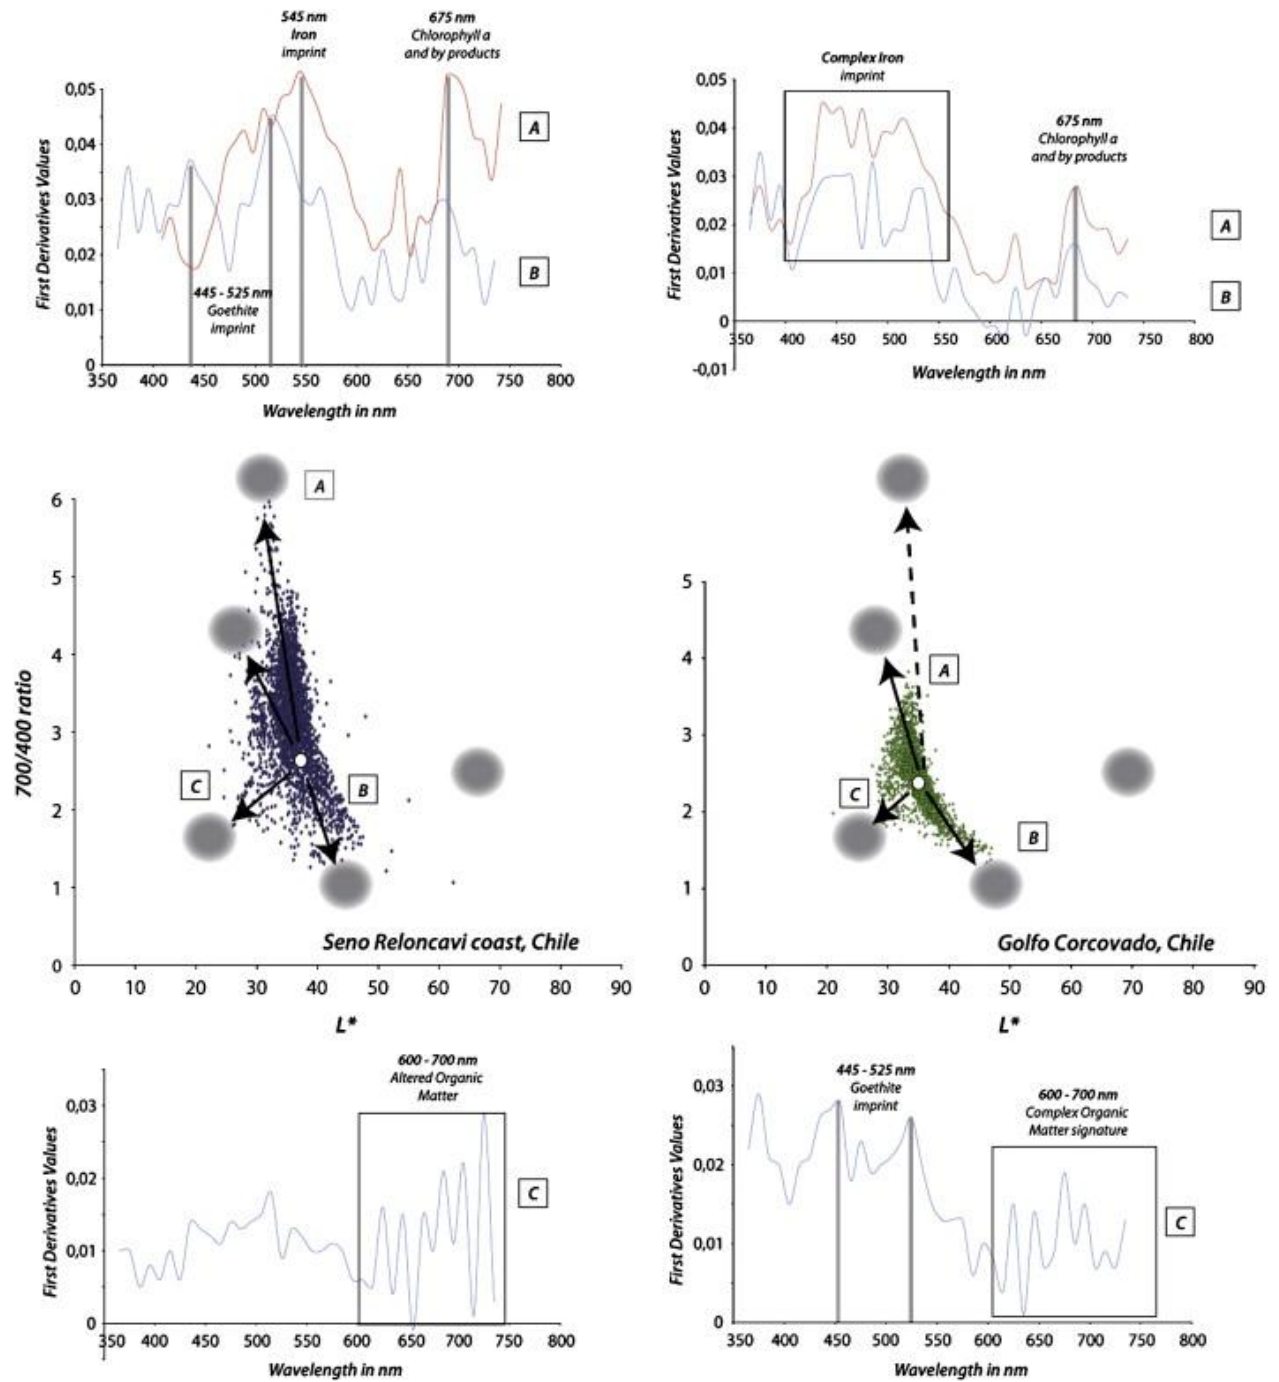 545 nm
Iron
imprint
675 nm
Chlorophyll a
and by products
0,05
0,04
0,03
0,02
0,01
0
First Derivatives Values
A
B
445 - 525 nm
Goethite
imprint
350 400 450 500 550 600 650 700 750 800
Wavelength in nm
Complex Iron
imprint
675 nm
Chlorophyll a
and by products
0,05
0,04
0,03
0,02
0,01
0
-0,01
First Derivatives Values
A
B
350 400 450 500 550 600 650 700 750 800
Wavelength in nm
A
6
5
4
3
2
1
0
700/400 ratio
C
B
Seno Reloncavi coast, Chile
0 10 20 30 40 50 60 70 80 90
L*
5
4
3
2
1
0
A
C
B
Golfo Corcovado, Chile
0 10 20 30 40 50 60 70 80 90
L*
600 - 700 nm
Altered Organic
Matter
0,03
0,02
0,01
0
First Derivatives Values
C
350 400 450 500 550 600 650 700 750 800
Wavelength in nm
445 - 525 nm
Goethite
imprint
600 - 700 nm
Complex Organic
Matter signature
0,03
0,02
0,01
0
First Derivatives Values
C
350 400 450 500 550 600 650 700 750 800
Wavelength in nm